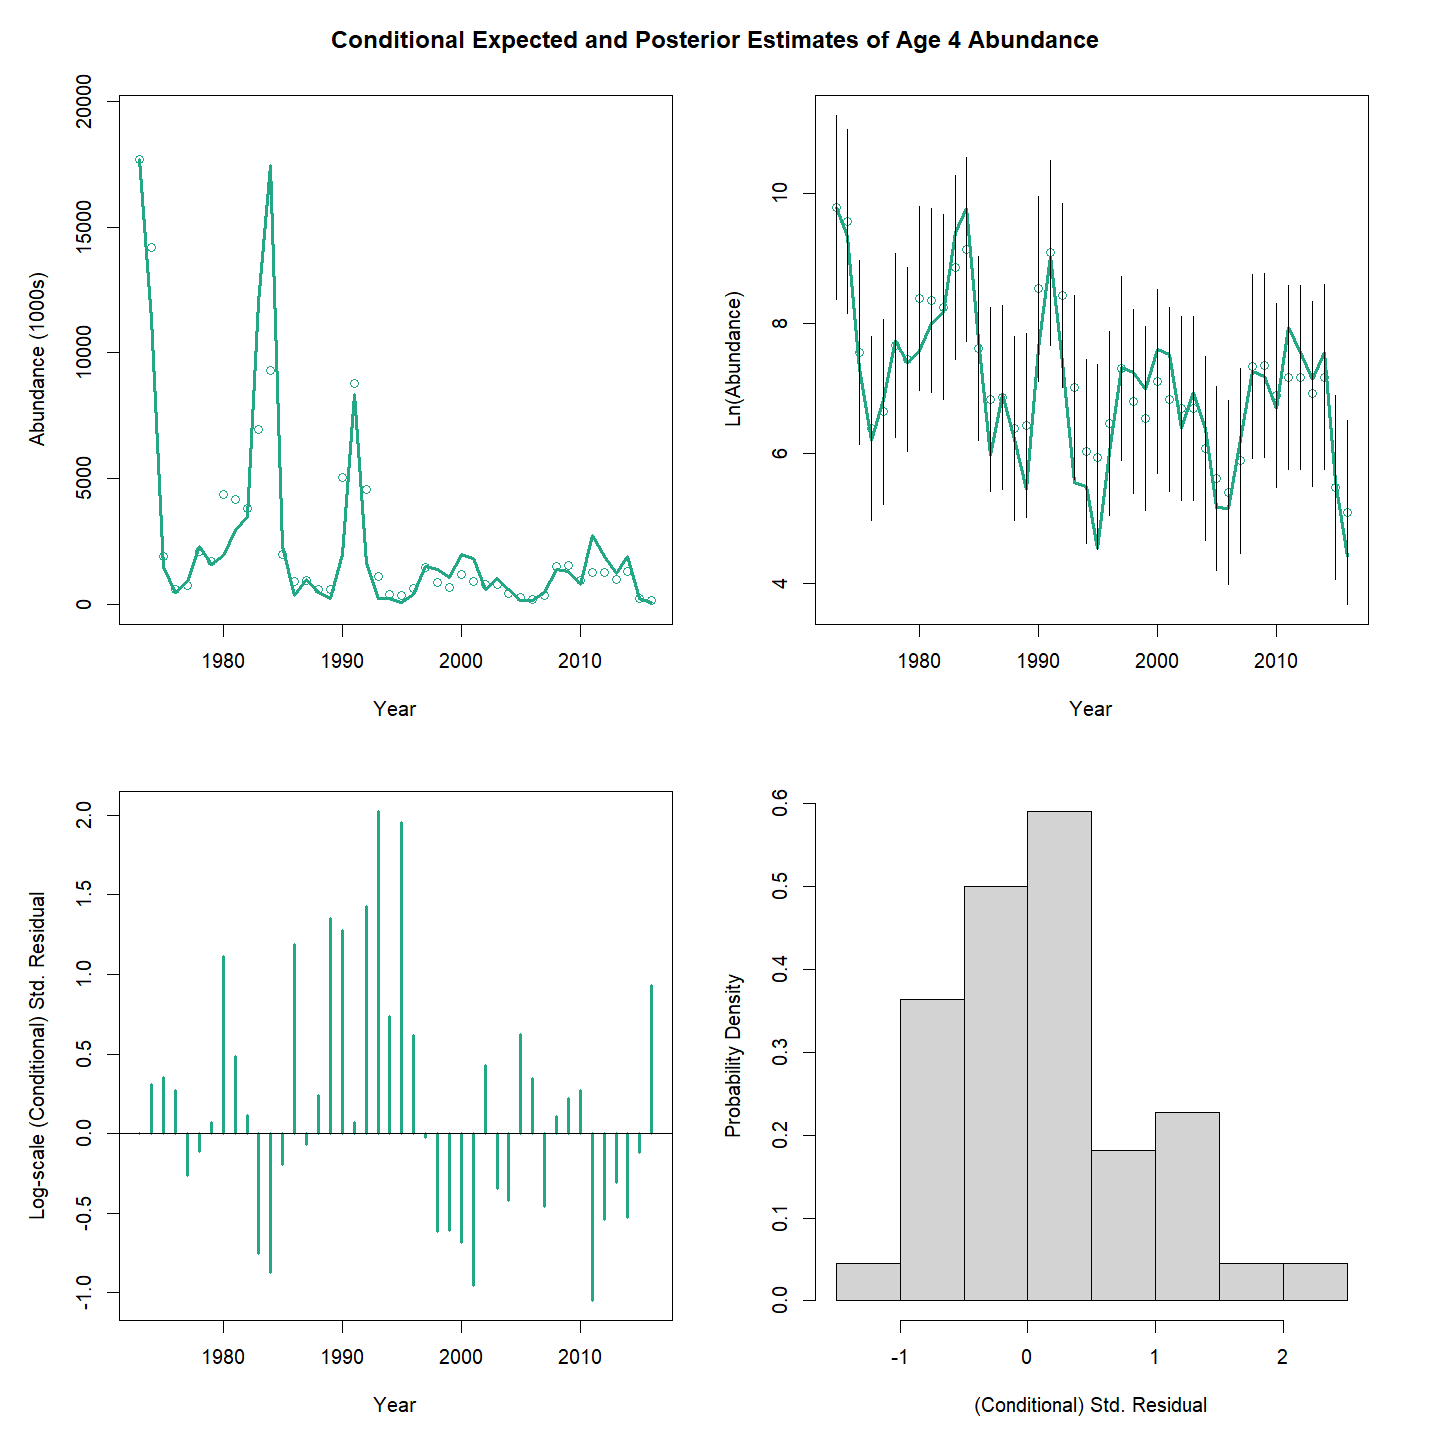 Conditional Expected and Posterior Estimates of Age 4 Abundance
Abundance (1000s)
20000
15000
10000
5000
0
1980 1990 2000 2010
Year
Ln(Abundance)
10
8
6
4
1980 1990 2000 2010
Year
Log-scale (Conditional) Std. Residual
2.0
1.5
1.0
0.5
0.0
-0.5
-1.0
1980 1990 2000 2010
Year
Probability Density
0.6
0.5
0.4
0.3
0.2
0.1
0.0
-1 0 1 2
(Conditional) Std. Residual